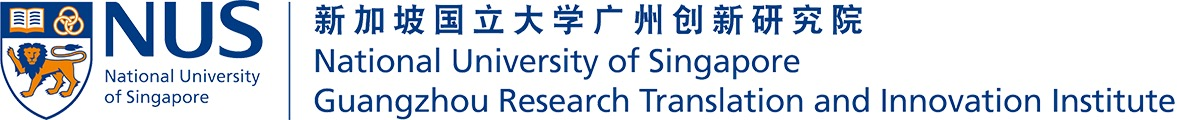 NUS
National University
of Singapore
新加坡国立大学广州创新研究院
National University of Singapore
Guangzhou Research Translation and Innovation Institute